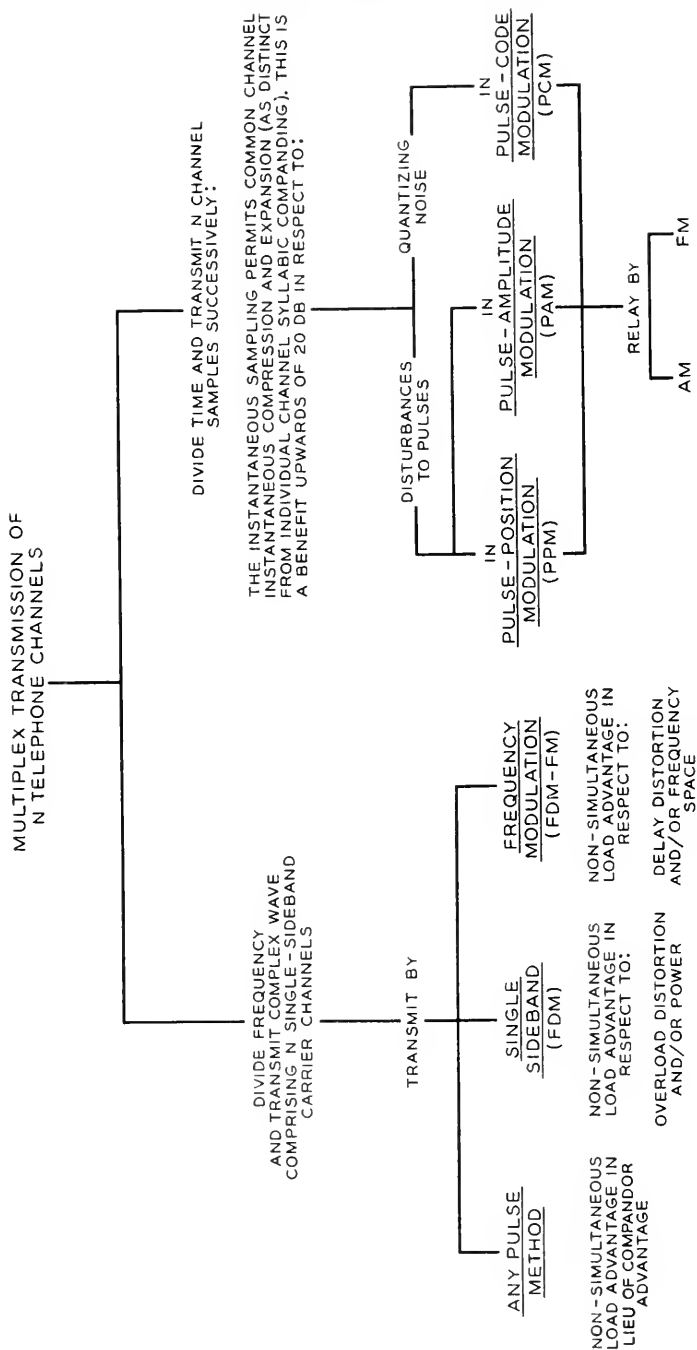 MULTIPLEX TRANSMISSION OF
N TELEPHONE CHANNELS
DIVIDE FREQUENCY
AND TRANSMIT COMPLEX WAVE
COMPRISING N SINGLE-SIDEBAND
CARRIER CHANNELS
TRANSMIT BY
ANY PULSE
METHOD
NON-SIMULTANEOUS
LOAD ADVANTAGE IN
LIEU OF COMPANDOR
ADVANTAGE
SINGLE
SIDEBAND
(FDM)
NON-SIMULTANEOUS
LOAD ADVANTAGE IN
RESPECT TO:
OVERLOAD DISTORTION
AND/OR POWER
FREQUENCY
MODULATION
(FDM-FM)
NON-SIMULTANEOUS
LOAD ADVANTAGE IN
RESPECT TO:
DELAY DISTORTION
AND/OR FREQUENCY
SPACE
DIVIDE TIME AND TRANSMIT N CHANNEL
SAMPLES SUCCESSIVELY:
THE INSTANTANEOUS SAMPLING PERMITS COMMON CHANNEL
INSTANTANEOUS COMPRESSION AND EXPANSION (AS DISTINCT
FROM INDIVIDUAL CHANNEL SYLLABIC COMPANDING). THIS IS
A BENEFIT UPWARDS OF 20 DB IN RESPECT TO:
DISTURBANCES
TO PULSES
QUANTIZING
NOISE
IN
PULSE-POSITION
MODULATION
(PPM)
IN
PULSE-AMPLITUDE
MODULATION
(PAM)
IN
PULSE-CODE
MODULATION
(PCM)
RELAY BY
AM
FM